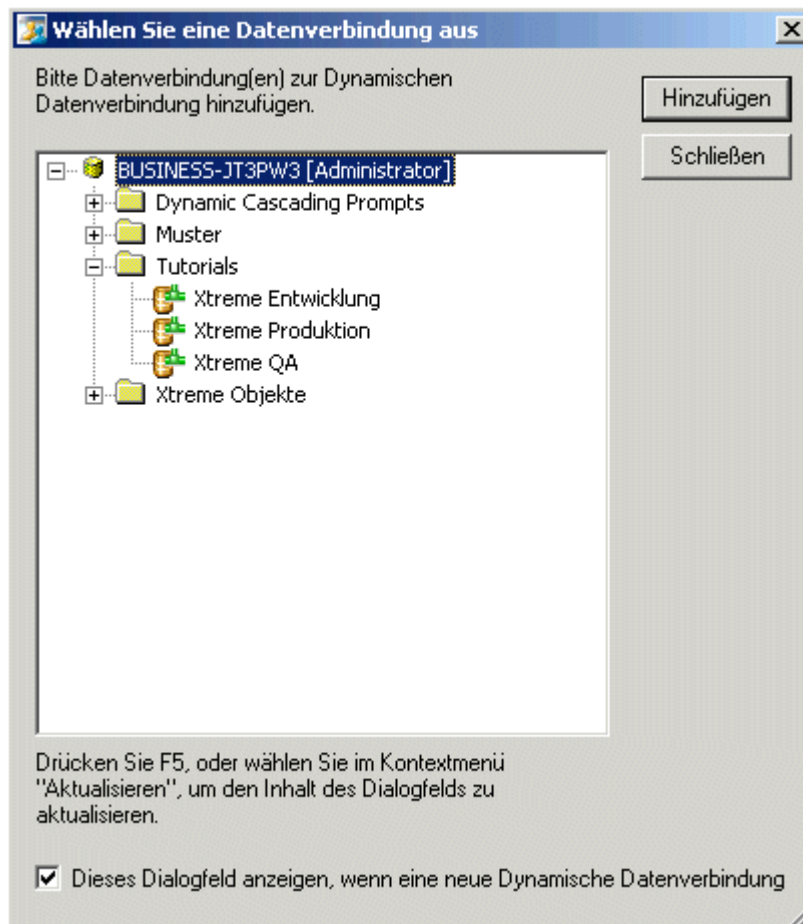 Wählen Sie eine Datenverbindung aus
Bitte Datenverbindung(en) zur Dynamischen
Datenverbindung hinzufügen.
Hinzufügen
Schließen
BUSINESS-JT3PW3 [Administrator]
Dynamic Cascading Prompts
Muster
Tutorials
Xtreme Entwicklung
Xtreme Produktion
Xtreme QA
Xtreme Objekte
Drücken Sie F5, oder wählen Sie im Kontextmenü
"Aktualisieren", um den Inhalt des Dialogfelds zu
aktualisieren.
Dieses Dialogfeld anzeigen, wenn eine neue Dynamische Datenverbindung